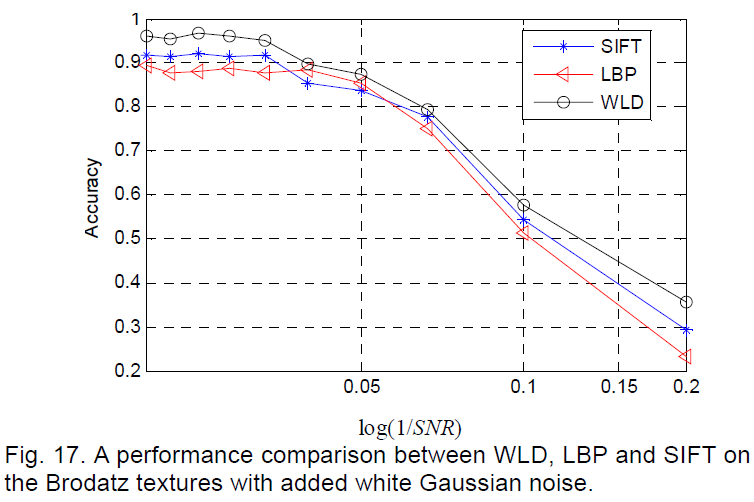 1
0.9
0.8
0.7
0.6
0.5
0.4
0.3
0.2
Accuracy
SIFT
LBP
WLD
0.05
0.1
0.15
0.2
log(1/SNR)
Fig. 17. A performance comparison between WLD, LBP and SIFT on
the Brodatz textures with added white Gaussian noise.